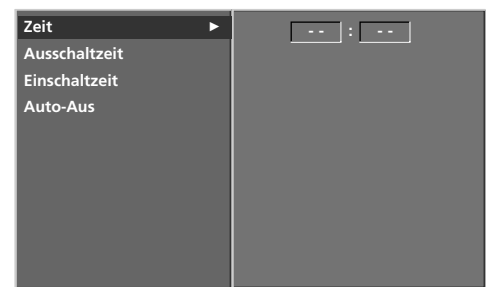 Zeit ► - - : - -
Ausschaltzeit
Einschaltzeit
Auto-Aus